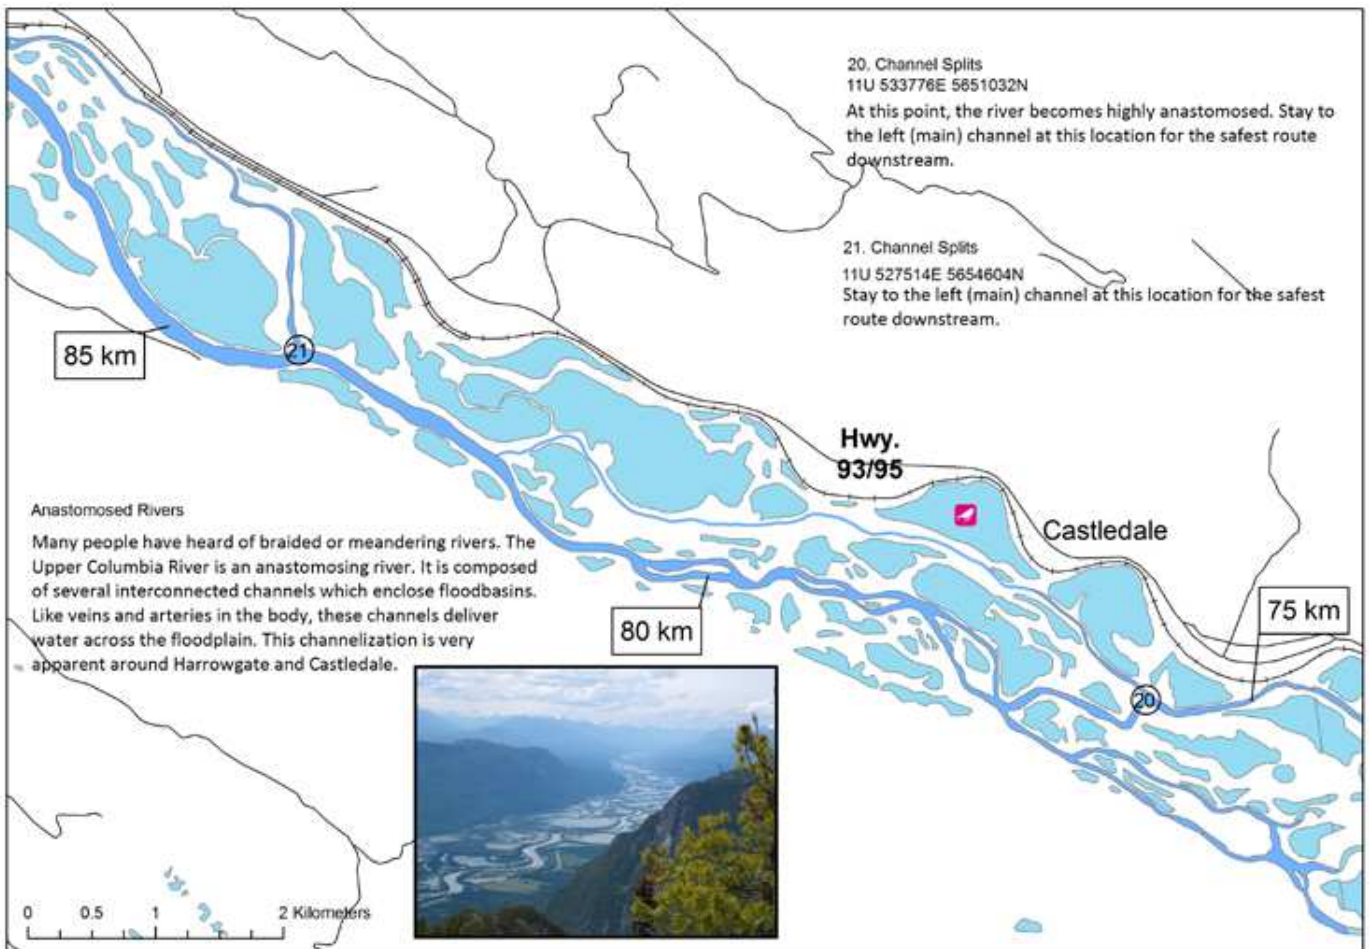 20. Channel Splits
11U 533776E 5651032N
At this point, the river becomes highly anastomosed. Stay to
the left (main) channel at this location for the safest route
downstream.
21. Channel Splits
11U 527514E 5654604N
Stay to the left (main) channel at this location for the safest
route downstream.
85 km
21
Hwy.
93/95
Castledale
Anastomosed Rivers
Many people have heard of braided or meandering rivers. The
Upper Columbia River is an anastomosing river. It is composed
of several interconnected channels which enclose floodbasins.
Like veins and arteries in the body, these channels deliver
water across the floodplain. This channelization is very
apparent around Harrowgate and Castledale.
80 km
75 km
20
0 0.5 1 2 Kilometers